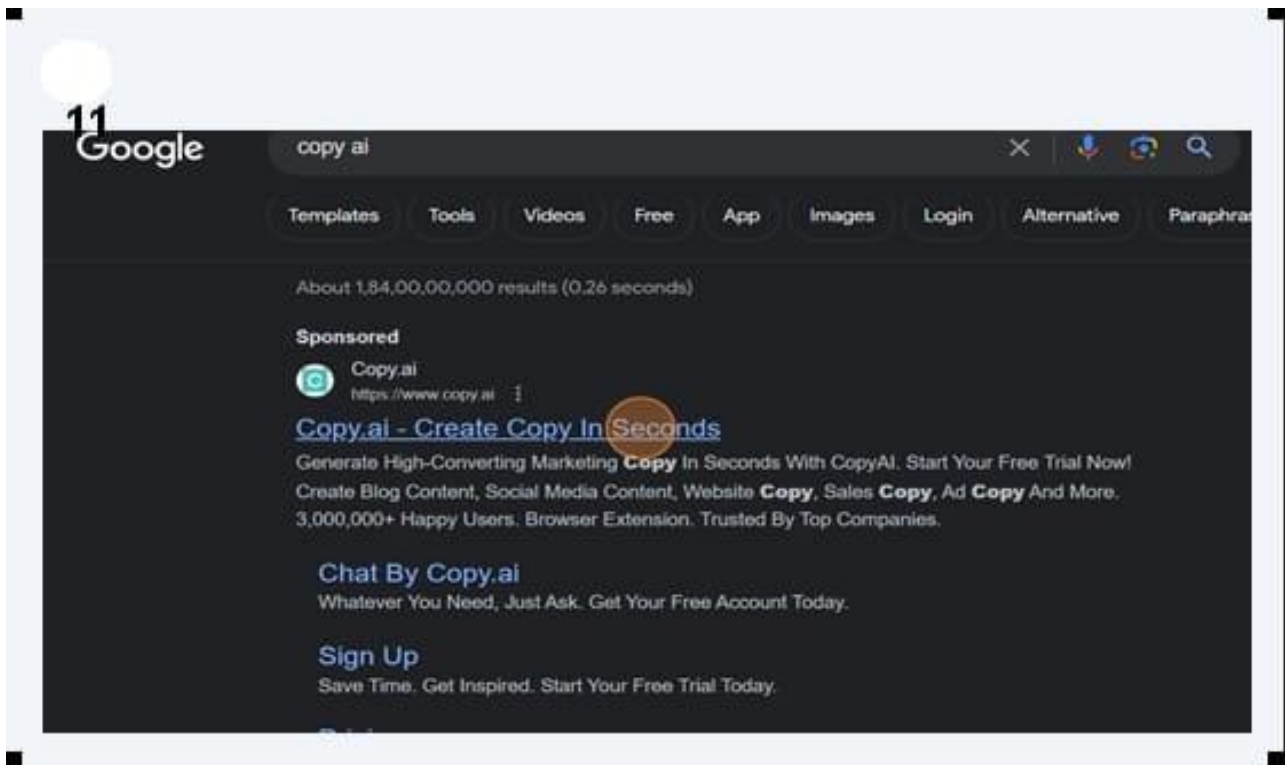 11
Google
copy ai
Templates Tools Videos Free App Images Login Alternative Paraphras
About 1,84,00,00,000 results (0.26 seconds)
Sponsored
Copy.ai
https://www.copy.ai
Copy.ai - Create Copy In Seconds
Generate High-Converting Marketing Copy In Seconds With CopyAI. Start Your Free Trial Now!
Create Blog Content, Social Media Content, Website Copy, Sales Copy, Ad Copy And More.
3,000,000+ Happy Users. Browser Extension. Trusted By Top Companies.
Chat By Copy.ai
Whatever You Need, Just Ask. Get Your Free Account Today.
Sign Up
Save Time. Get Inspired. Start Your Free Trial Today.